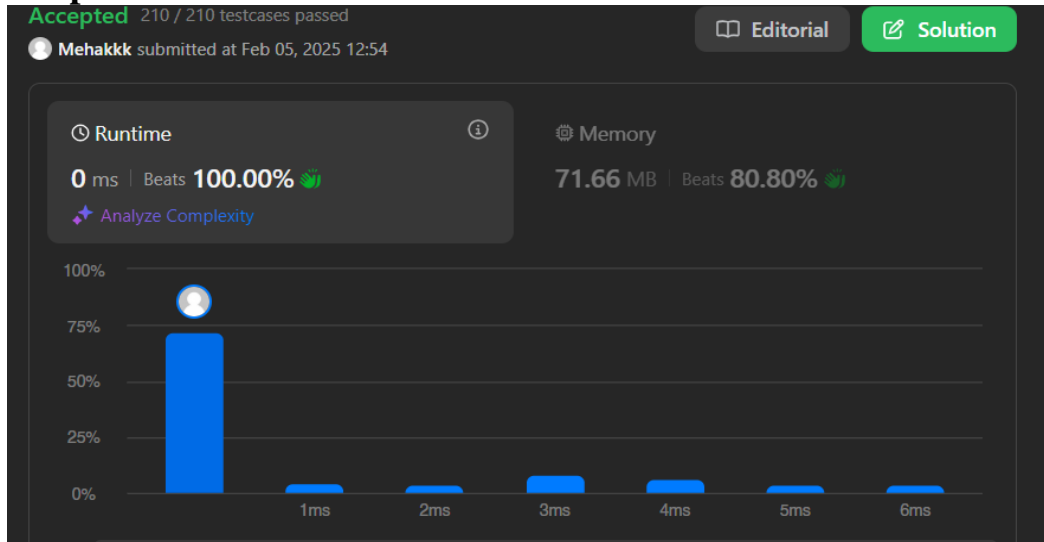 Accepted 210 / 210 testcases passed
Mehakkk submitted at Feb 05, 2025 12:54
Editorial
Solution
Runtime
0 ms | Beats 100.00%
Analyze Complexity
Memory
71.66 MB | Beats 80.80%
100%
75%
50%
25%
0%
1ms 2ms 3ms 4ms 5ms 6ms